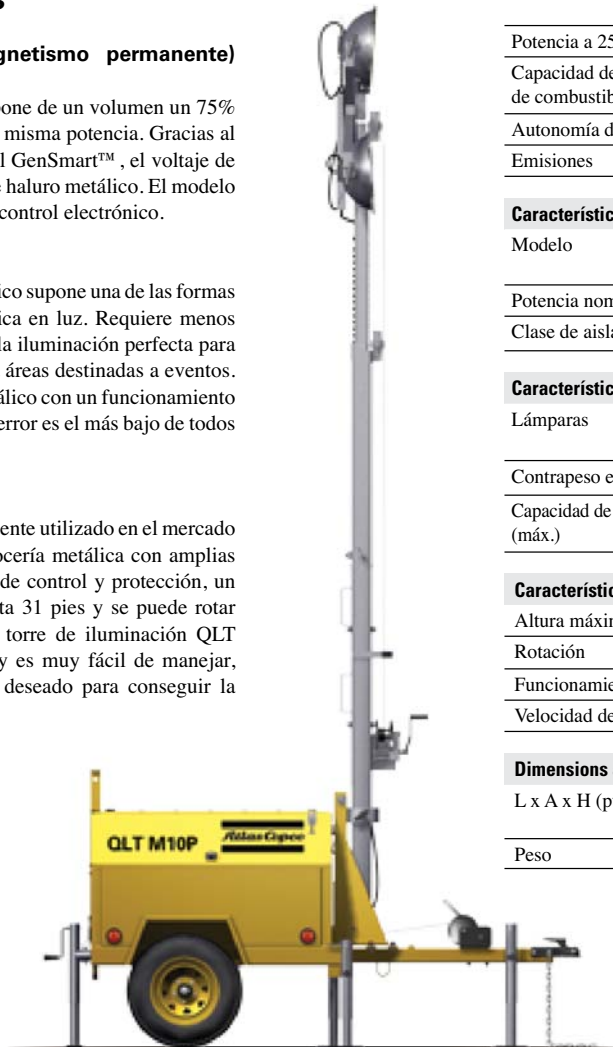 gnetismo permanente)
pone de un volumen un 75%
misma potencia. Gracias al
l GenSmart™ , el voltaje de
e haluro metálico. El modelo
control electrónico.
ico supone una de las formas
ica en luz. Requiere menos
la iluminación perfecta para
áreas destinadas a eventos.
álico con un funcionamiento
error es el más bajo de todos
ente utilizado en el mercado
ocería metálica con amplias
de control y protección, un
ta 31 pies y se puede rotar
torre de iluminación QLT
y es muy fácil de manejar,
deseado para conseguir la
QLT M10P
Atlas Copco
Potencia a 25
Capacidad de
de combustib
Autonomía d
Emisiones
Característic
Modelo
Potencia nom
Clase de aisla
Característic
Lámparas
Contrapeso e
Capacidad de
(máx.)
Característic
Altura máxin
Rotación
Funcionamie
Velocidad de
Dimensions
L x A x H (p
Peso